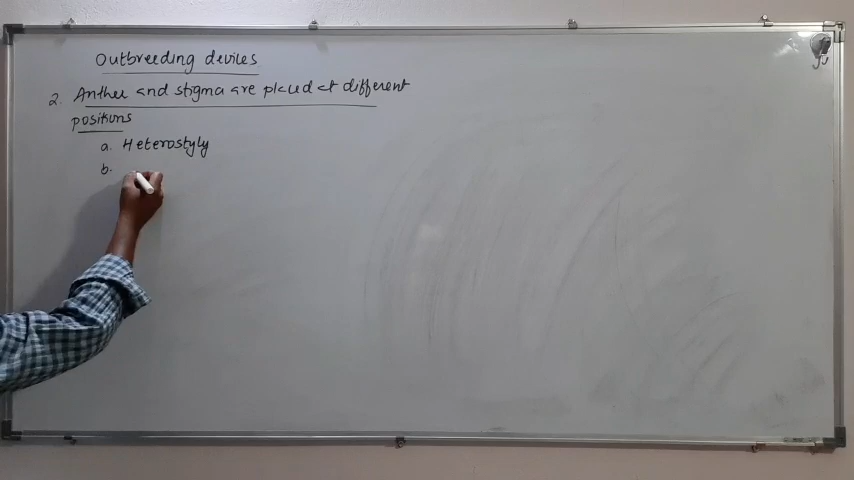 Outbreeding devices
2. Anther and stigma are placed at different
positions
a. Heterostyly
b.